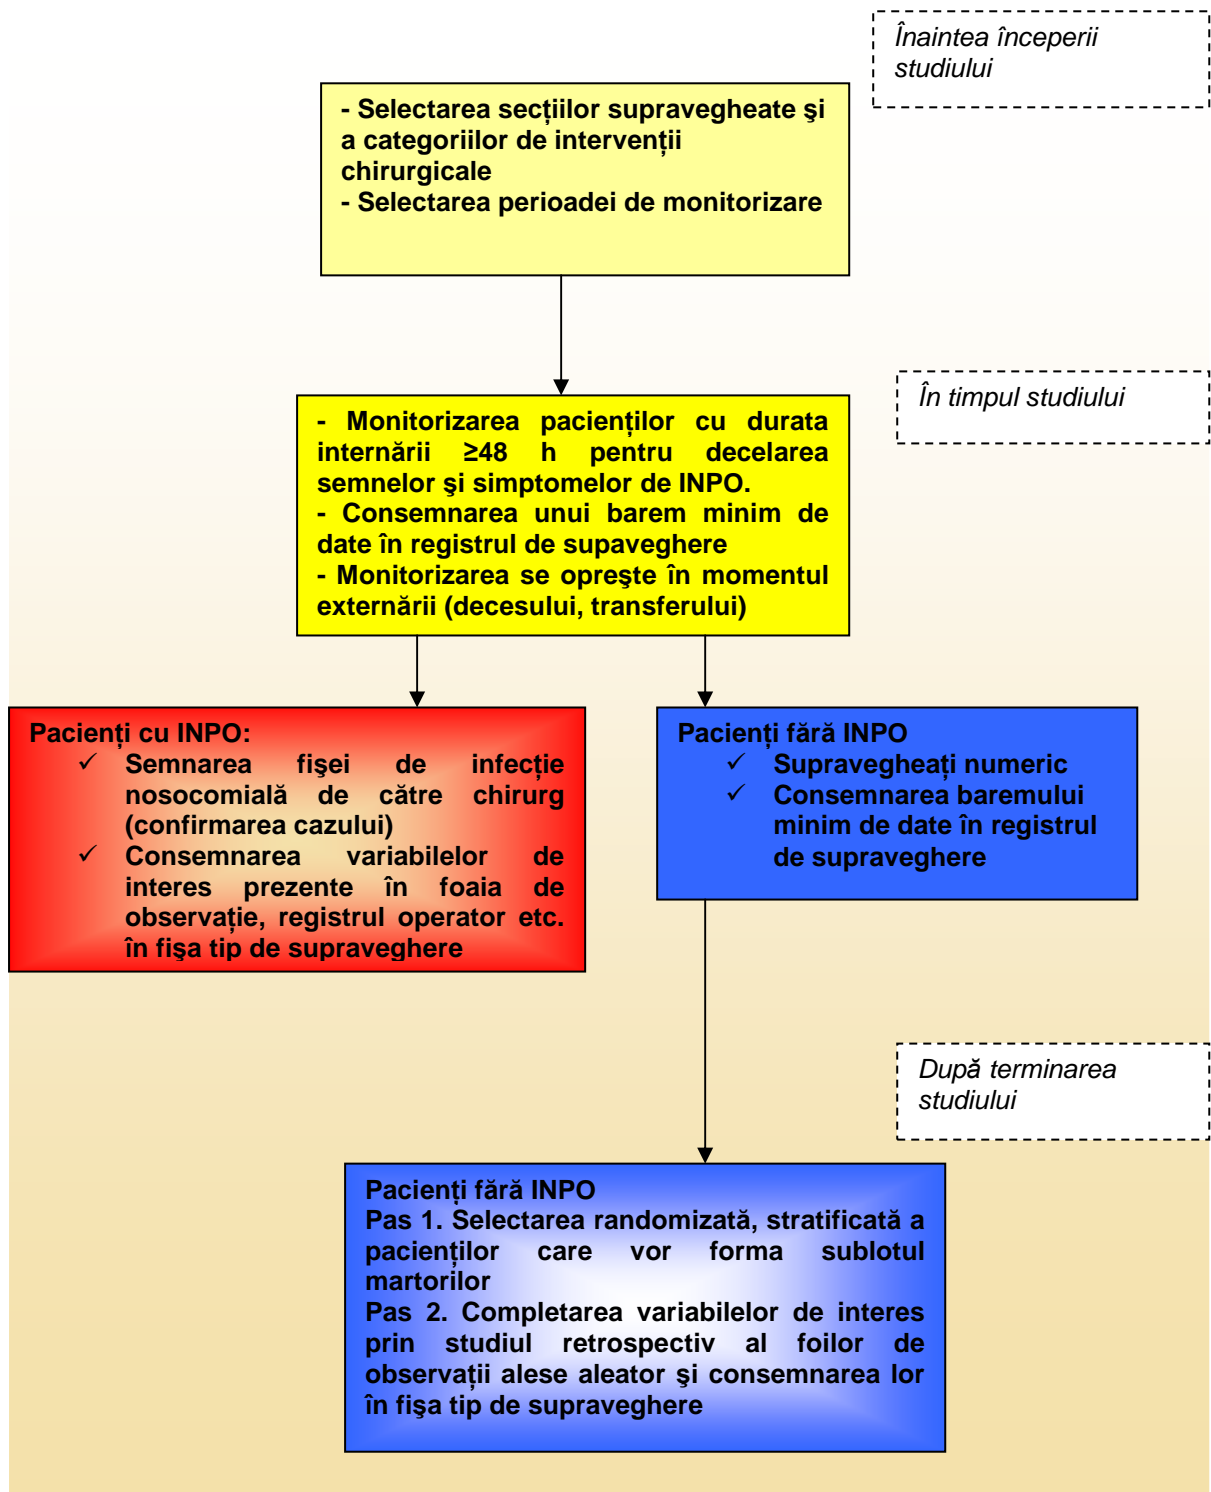 Înaintea începerii
studiului
- Selectarea secțiilor supravegheate şi
a categoriilor de intervenții
chirurgicale
- Selectarea perioadei de monitorizare
În timpul studiului
- Monitorizarea pacienților cu durata
internării ≥48 h pentru decelarea
semnelor şi simptomelor de INPO.
- Consemnarea unui barem minim de
date în registrul de supaveghere
- Monitorizarea se opreşte în momentul
externării (decesului, transferului)
Pacienți cu INPO:
✓ Semnarea fişei de infecție
nosocomială de către chirurg
(confirmarea cazului)
✓ Consemnarea variabilelor de
interes prezente în foaia de
observație, registrul operator etc.
în fişa tip de supraveghere
Pacienți fără INPO
✓ Supravegheați numeric
✓ Consemnarea baremului
minim de date în registrul
de supraveghere
După terminarea
studiului
Pacienți fără INPO
Pas 1. Selectarea randomizată, stratificată a
pacienților care vor forma sublotul
martorilor
Pas 2. Completarea variabilelor de interes
prin studiul retrospectiv al foilor de
observații alese aleator şi consemnarea lor
în fişa tip de supraveghere